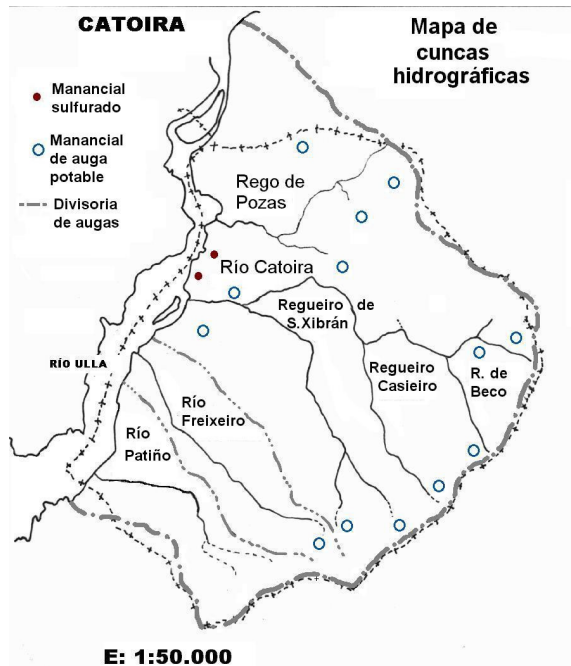 CATOIRA
Mapa de
cuncas
hidrográficas
Manancial
sulfurado
Manancial
de auga
potable
Divisoria
de augas
Rego de
Pozas
Río Catoira
Regueiro de
S.Xibrán
RÍO ULLA
Regueiro
Casieiro
R. de
Beco
Río
Freixeiro
Río
Patiño
E: 1:50.000